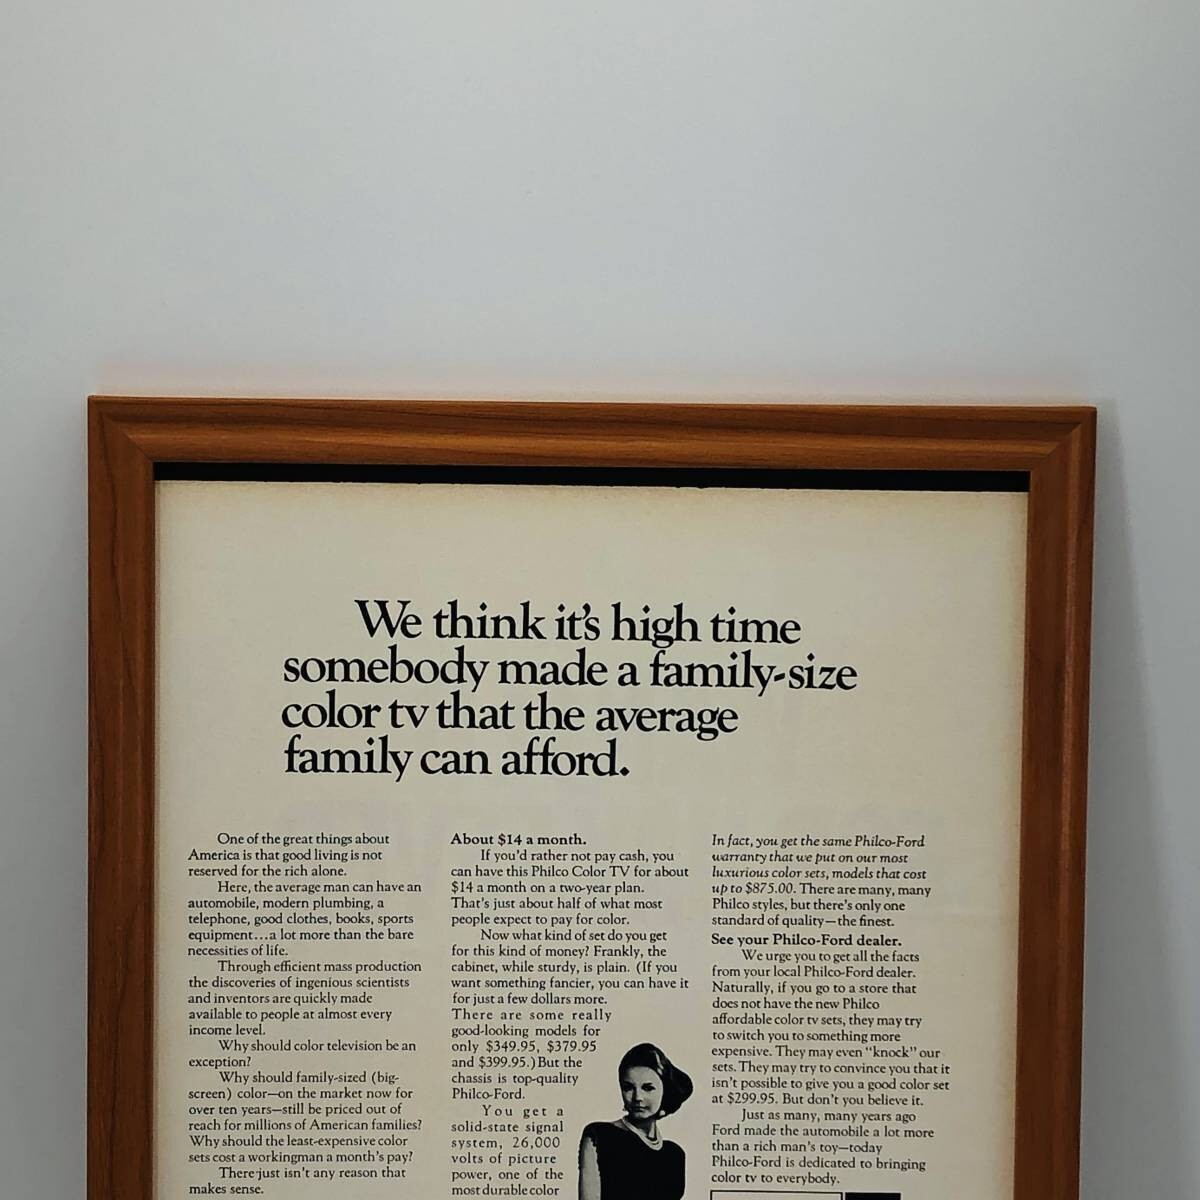 We think it's high time
somebody made a family-size
color tv that the average
family can afford.
One of the great things about
America is that good living is not
reserved for the rich alone.
Here, the average man can have an
automobile, modern plumbing, a
telephone, good clothes, books, sports
equipment...a lot more than the bare
necessities of life.
Through efficient mass production
the discoveries of ingenious scientists
and inventors are quickly made
available to people at almost every
income level.
Why should color television be an
exception?
Why should family-sized (big-
screen) color—on the market now for
over ten years—still be priced out of
reach for millions of American families?
Why should the least-expensive color
sets cost a workingman a month's pay?
There just isn't any reason that
makes sense.
About $14 a month.
If you'd rather not pay cash, you
can have this Philco Color TV for about
$14 a month on a two-year plan.
That's just about half of what most
people expect to pay for color.
Now what kind of set do you get
for this kind of money? Frankly, the
cabinet, while sturdy, is plain. (If you
want something fancier, you can have it
for just a few dollars more.
There are some really
good-looking models for
only $349.95, $379.95
and $399.95.) But the
chassis is top-quality
Philco-Ford.
You get a
solid-state signal
system, 26,000
volts of picture
power, one of the
most durable color
In fact, you get the same Philco-Ford
warranty that we put on our most
luxurious color sets, models that cost
up to $875.00. There are many, many
Philco styles, but there's only one
standard of quality—the finest.
See your Philco-Ford dealer.
We urge you to get all the facts
from your local Philco-Ford dealer.
Naturally, if you go to a store that
does not have the new Philco
affordable color tv sets, they may try
to switch you to something more
expensive. They may even "knock" our
sets. They may try to convince you that it
isn't possible to give you a good color set
at $299.95. But don't you believe it.
Just as many, many years ago
Ford made the automobile a lot more
than a rich man's toy—today
Philco-Ford is dedicated to bringing
color tv to everybody.